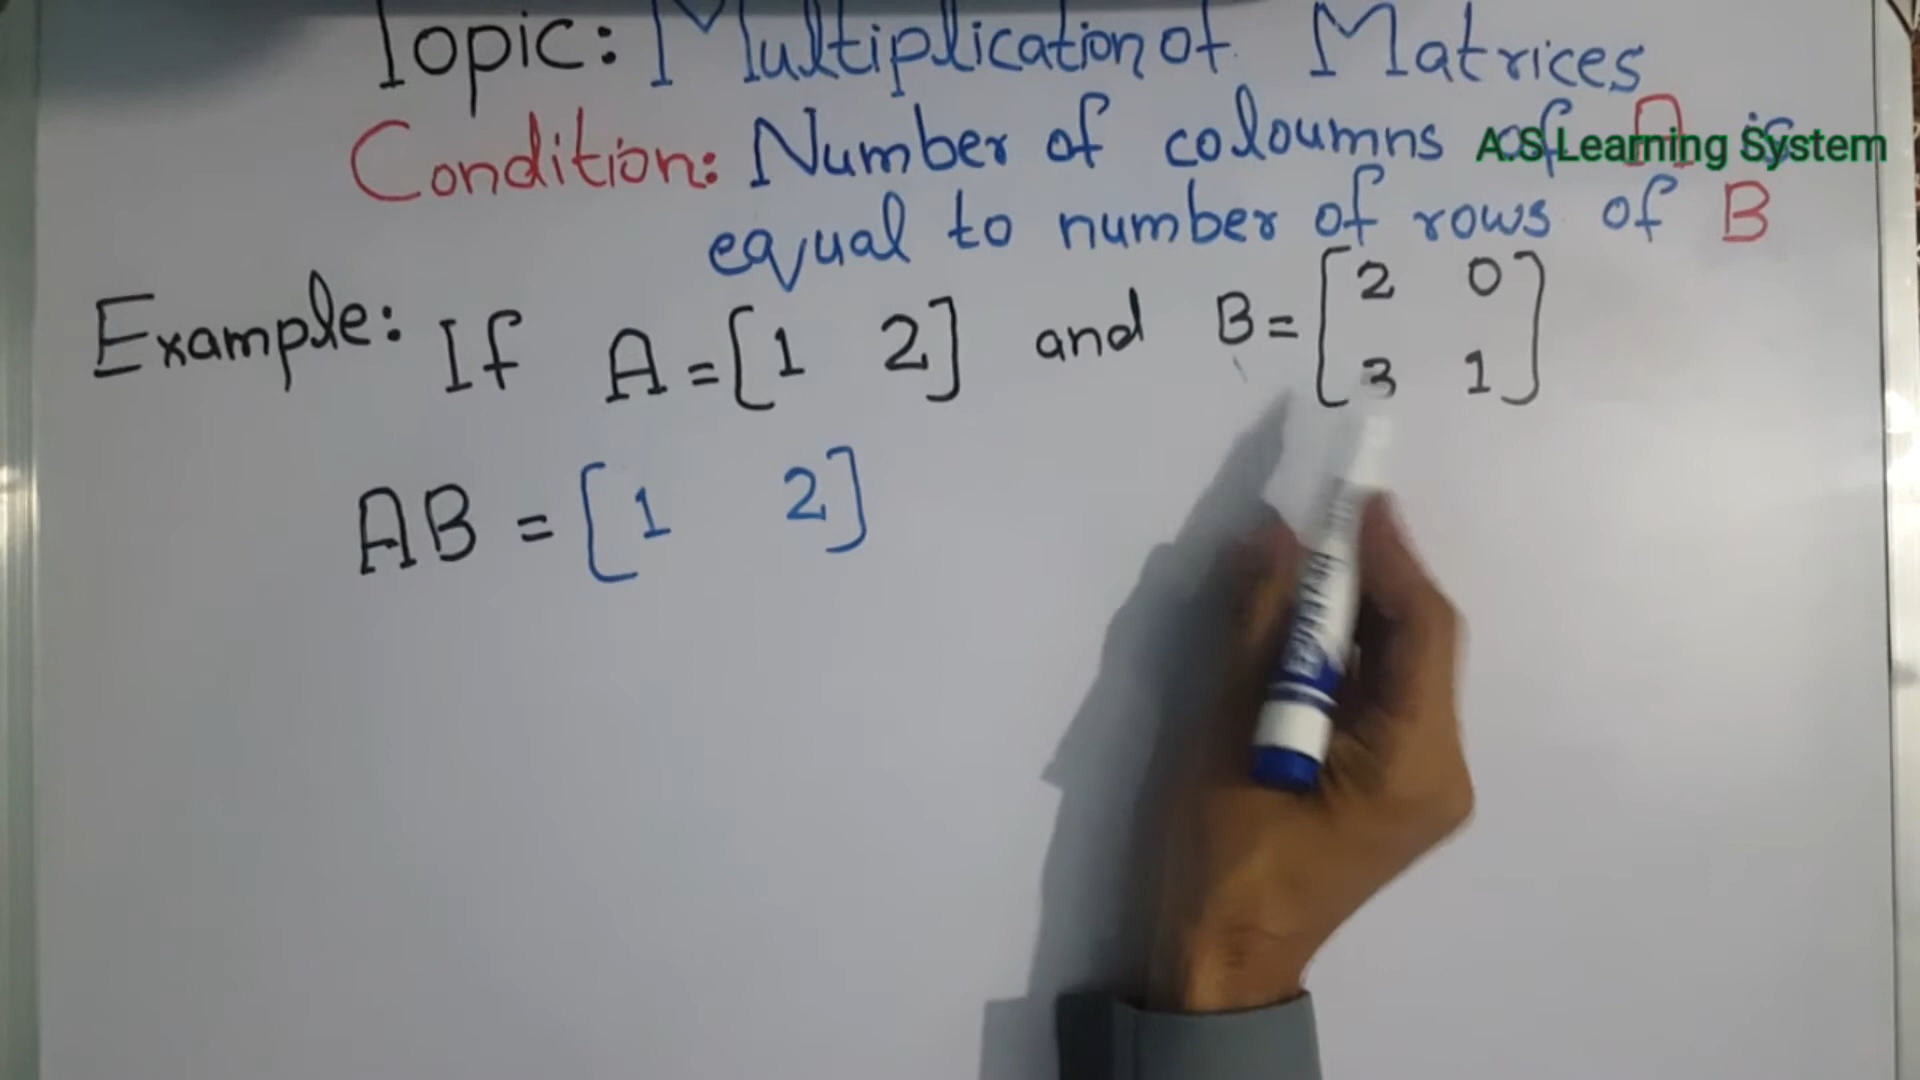 Topic: Multiplication of Matrices
Condition: Number of coloumns of A is
A.S Learning System
equal to number of rows of B
Example: If A = [1 2] and B = [2 0
3 1]
AB = [1 2]